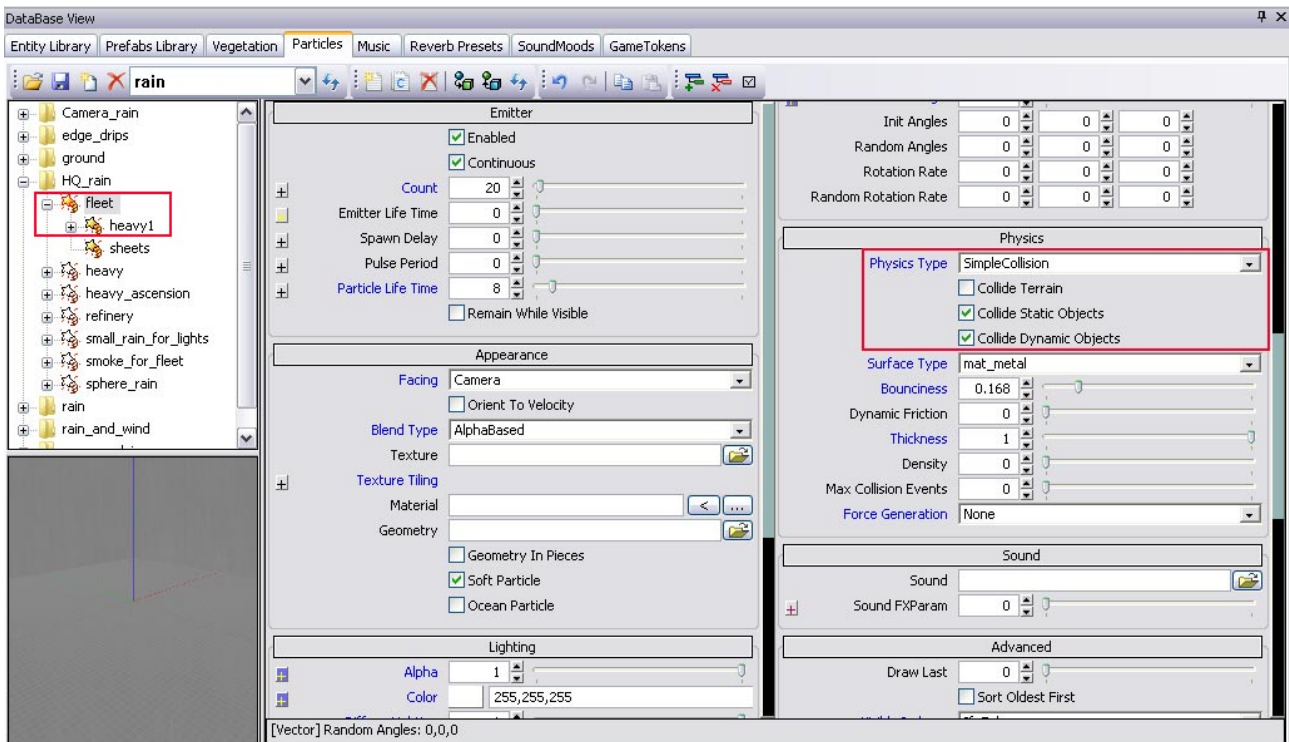 DataBase View
Entity Library Prefabs Library Vegetation Particles Music Reverb Presets SoundMoods GameTokens
rain
Camera_rain
edge_drips
ground
HQ_rain
fleet
heavy1
sheets
heavy
heavy_ascension
refinery
small_rain_for_lights
smoke_for_fleet
sphere_rain
rain
rain_and_wind
Emitter
Enabled
Continuous
Count 20
Emitter Life Time 0
Spawn Delay 0
Pulse Period 0
Particle Life Time 8
Remain While Visible
Appearance
Facing Camera
Orient To Velocity
Blend Type AlphaBased
Texture
Texture Tiling
Material < ...
Geometry
Geometry In Pieces
Soft Particle
Ocean Particle
Lighting
Alpha 1
Color 255,255,255
Init Angles 0 0 0
Random Angles 0 0 0
Rotation Rate 0 0 0
Random Rotation Rate 0 0 0
Physics
Physics Type SimpleCollision
Collide Terrain
Collide Static Objects
Collide Dynamic Objects
Surface Type mat_metal
Bounciness 0.168
Dynamic Friction 0
Thickness 1
Density 0
Max Collision Events 0
Force Generation None
Sound
Sound
Sound FXParam 0
Advanced
Draw Last 0
Sort Oldest First
[Vector] Random Angles: 0,0,0